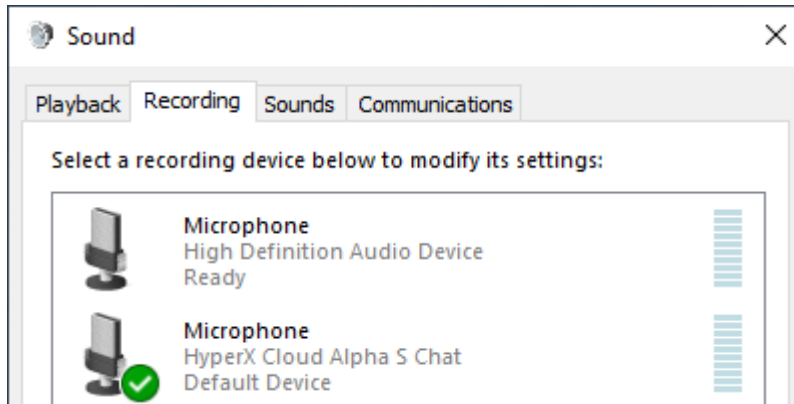 Sound
Playback Recording Sounds Communications
Select a recording device below to modify its settings:
Microphone
High Definition Audio Device
Ready
Microphone
HyperX Cloud Alpha S Chat
Default Device